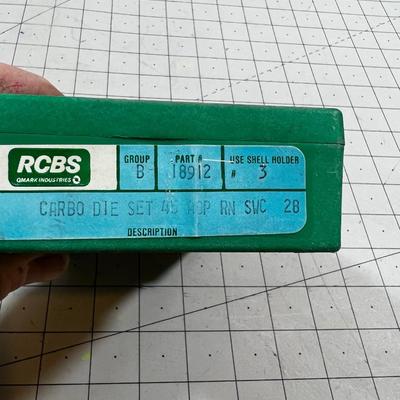 RCBS
OMARK INDUSTRIES
GROUP
B
PART #
18912
USE SHELL HOLDER
# 3
CARBO DIE SET 45 ACP RN SWC 28
DESCRIPTION